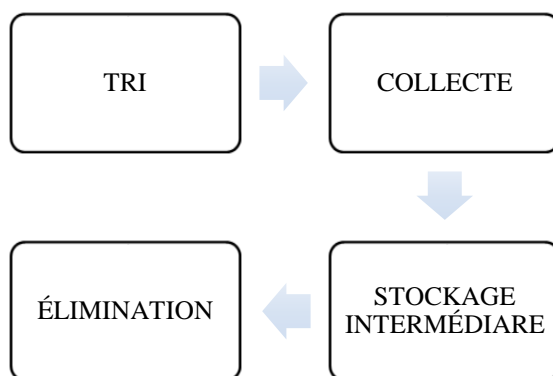 TRI
COLLECTE
STOCKAGE
INTERMÉDIARE
ÉLIMINATION